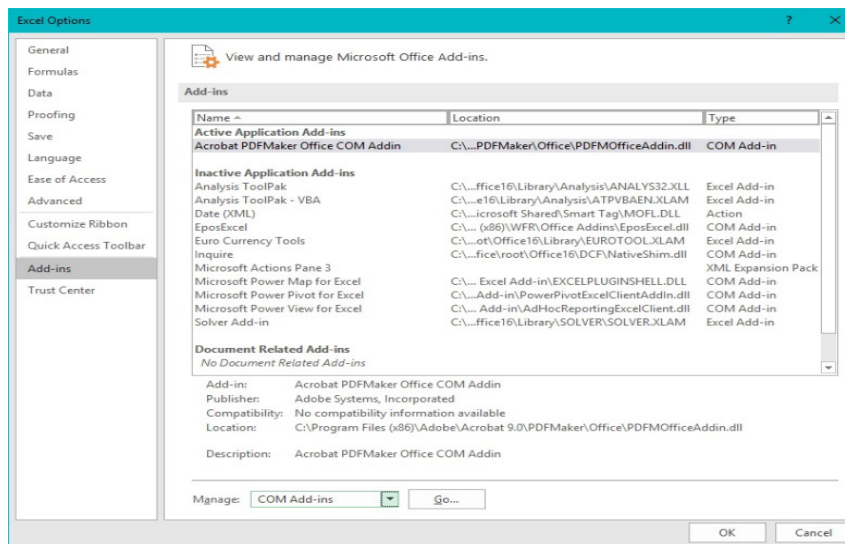 Excel Options ? ×
General
Formulas
Data
Proofing
Save
Language
Ease of Access
Advanced
Customize Ribbon
Quick Access Toolbar
Add-ins
Trust Center
View and manage Microsoft Office Add-ins.
Add-ins
Name Location Type
Active Application Add-ins
Acrobat PDFMaker Office COM Addin C:\...PDFMaker\Office\PDFMOfficeAddin.dll COM Add-in
Inactive Application Add-ins
Analysis ToolPak C:\...ffice16\Library\Analysis\ANALYS32.XLL Excel Add-in
Analysis ToolPak - VBA C:\...e16\Library\Analysis\ATPVBAEN.XLAM Excel Add-in
Date (XML) C:\...icrosoft Shared\Smart Tag\MOFL.DLL Action
EposExcel C:\... (x86)\WFR\Office Addins\EposExcel.dll COM Add-in
Euro Currency Tools C:\...ot\Office16\Library\EUROTOOL.XLAM Excel Add-in
Inquire C:\...fice\root\Office16\DCF\NativeShim.dll COM Add-in
Microsoft Actions Pane 3 XML Expansion Pack
Microsoft Power Map for Excel C:\... Excel Add-in\EXCELPLUGINSHELL.DLL COM Add-in
Microsoft Power Pivot for Excel C:\...Add-in\PowerPivotExcelClientAddIn.dll COM Add-in
Microsoft Power View for Excel C:\... Add-in\AdHocReportingExcelClient.dll COM Add-in
Solver Add-in C:\...ffice16\Library\SOLVER\SOLVER.XLAM Excel Add-in
Document Related Add-ins
No Document Related Add-ins
Add-in: Acrobat PDFMaker Office COM Addin
Publisher: Adobe Systems, Incorporated
Compatibility: No compatibility information available
Location: C:\Program Files (x86)\Adobe\Acrobat 9.0\PDFMaker\Office\PDFMOfficeAddin.dll
Description: Acrobat PDFMaker Office COM Addin
Manage: COM Add-ins Go...
OK Cancel